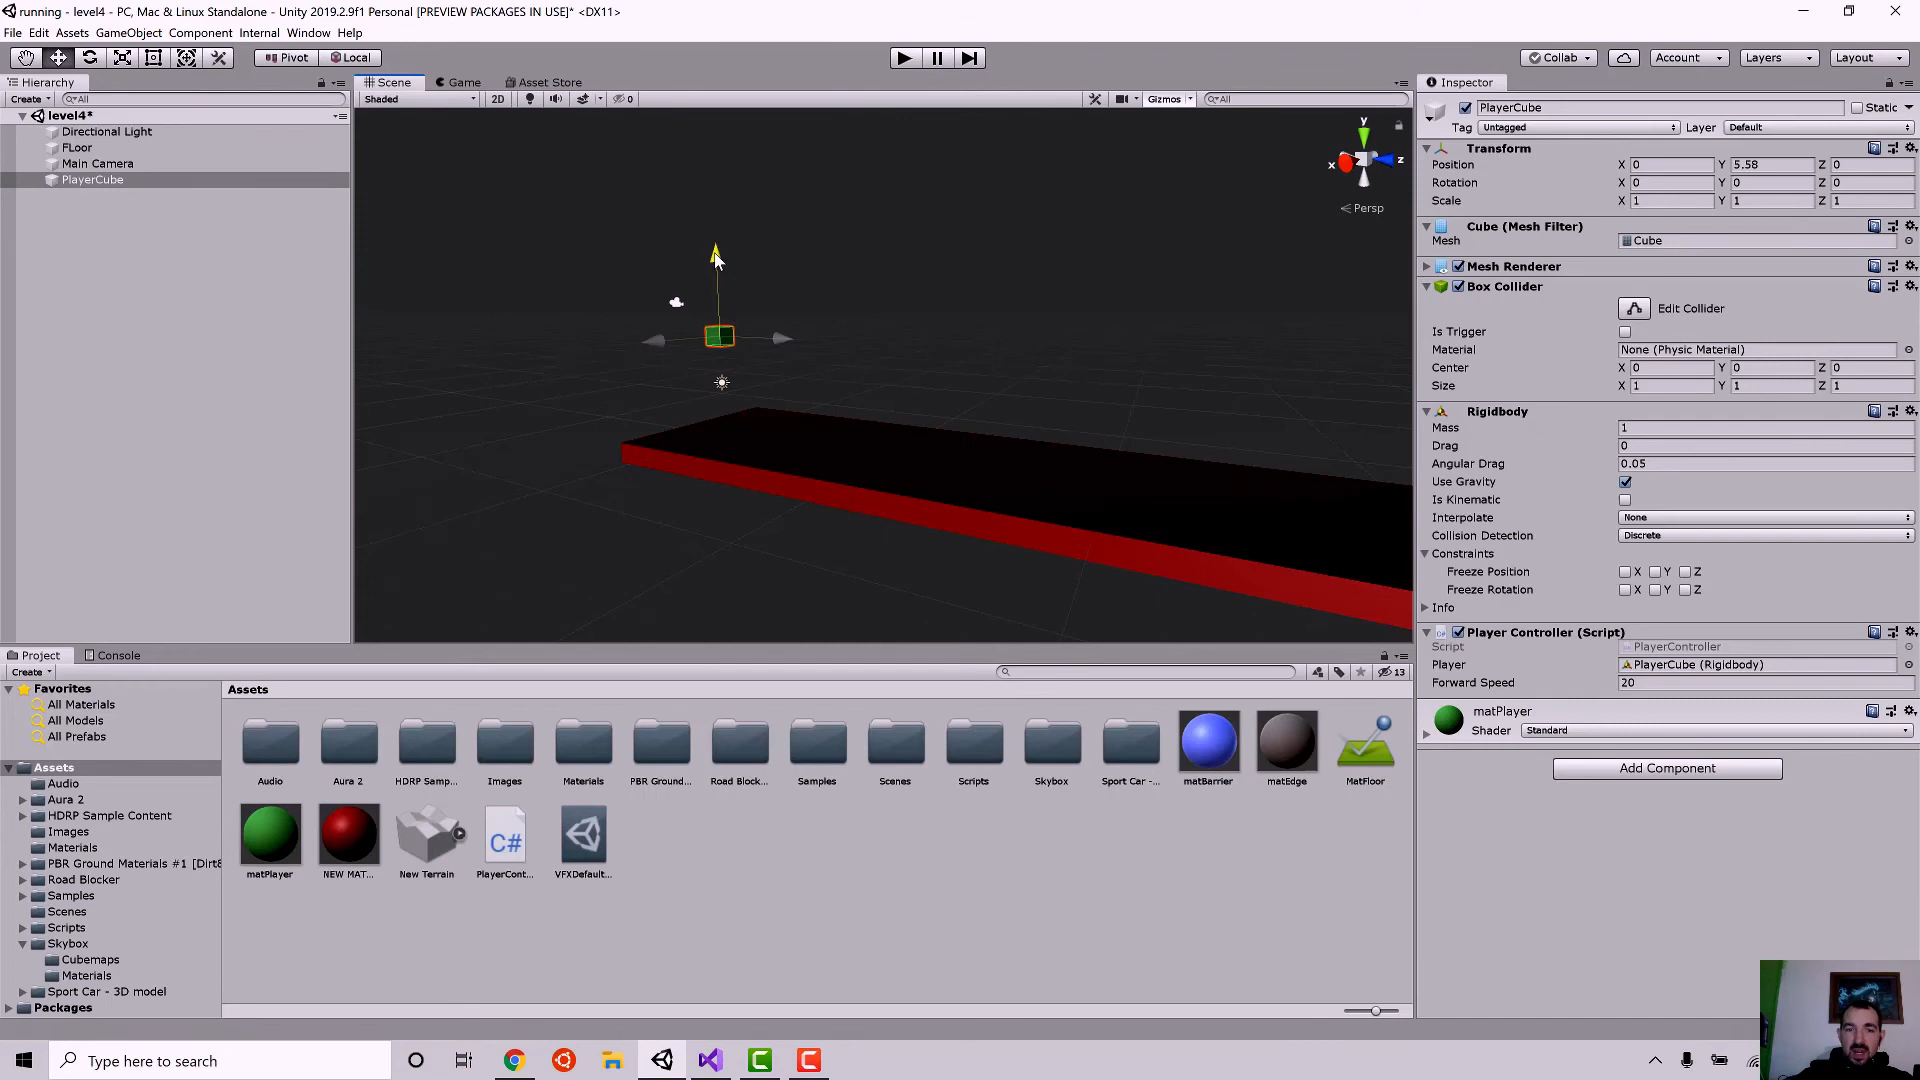 running - level4 - PC, Mac & Linux Standalone - Unity 2019.2.9f1 Personal [PREVIEW PACKAGES IN USE]* <DX11>
File Edit Assets GameObject Component Internal Window Help
Pivot Local Collab Account Layers Layout
Hierarchy
Create All
level4*
Directional Light
FLoor
Main Camera
PlayerCube
Scene Game Asset Store
Shaded 2D 0 Gizmos All
y
x z
Persp
Inspector
PlayerCube Static
Tag Untagged Layer Default
Transform
Position X 0 Y 5.58 Z 0
Rotation X 0 Y 0 Z 0
Scale X 1 Y 1 Z 1
Cube (Mesh Filter)
Mesh Cube
Mesh Renderer
Box Collider
Edit Collider
Is Trigger
Material None (Physic Material)
Center X 0 Y 0 Z 0
Size X 1 Y 1 Z 1
Rigidbody
Mass 1
Drag 0
Angular Drag 0.05
Use Gravity
Is Kinematic
Interpolate None
Collision Detection Discrete
Constraints
Freeze Position X Y Z
Freeze Rotation X Y Z
Info
Player Controller (Script)
Script PlayerController
Player PlayerCube (Rigidbody)
Forward Speed 20
matPlayer
Shader Standard
Add Component
Project Console
Create 13
Favorites
All Materials
All Models
All Prefabs
Assets
Audio
Aura 2
HDRP Sample Content
Images
Materials
PBR Ground Materials #1 [Dirt&
Road Blocker
Samples
Scenes
Scripts
Skybox
Cubemaps
Materials
Sport Car - 3D model
Packages
Assets
Audio Aura 2 HDRP Samp... Images Materials PBR Ground... Road Block... Samples Scenes Scripts Skybox Sport Car -... matBarrier matEdge MatFloor
C#
matPlayer NEW MAT... New Terrain PlayerCont... VFXDefault...
Type here to search